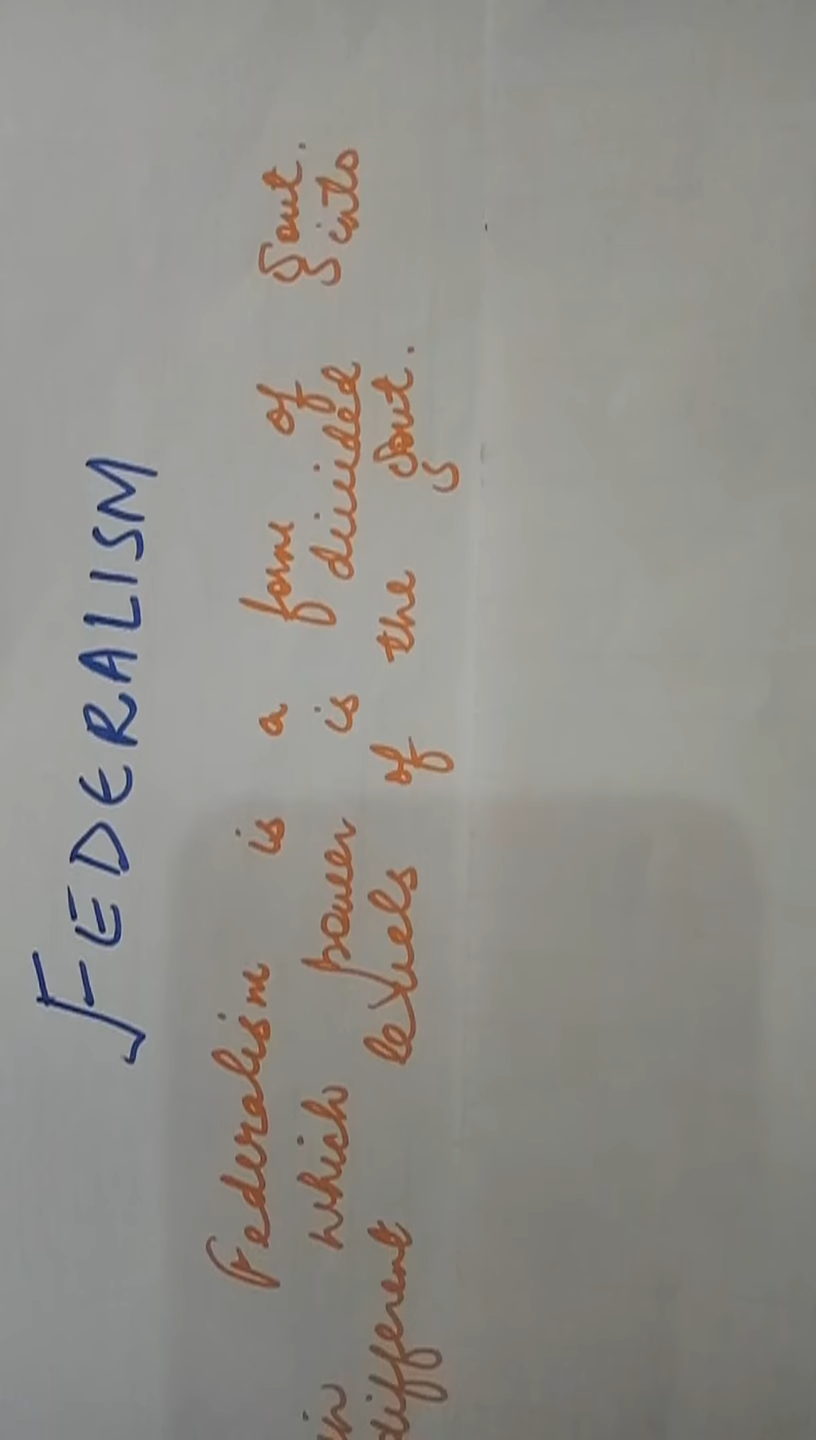 FEDERALISM
Federalism is a form of Govt.
in which power is divided into
different levels of the Govt.